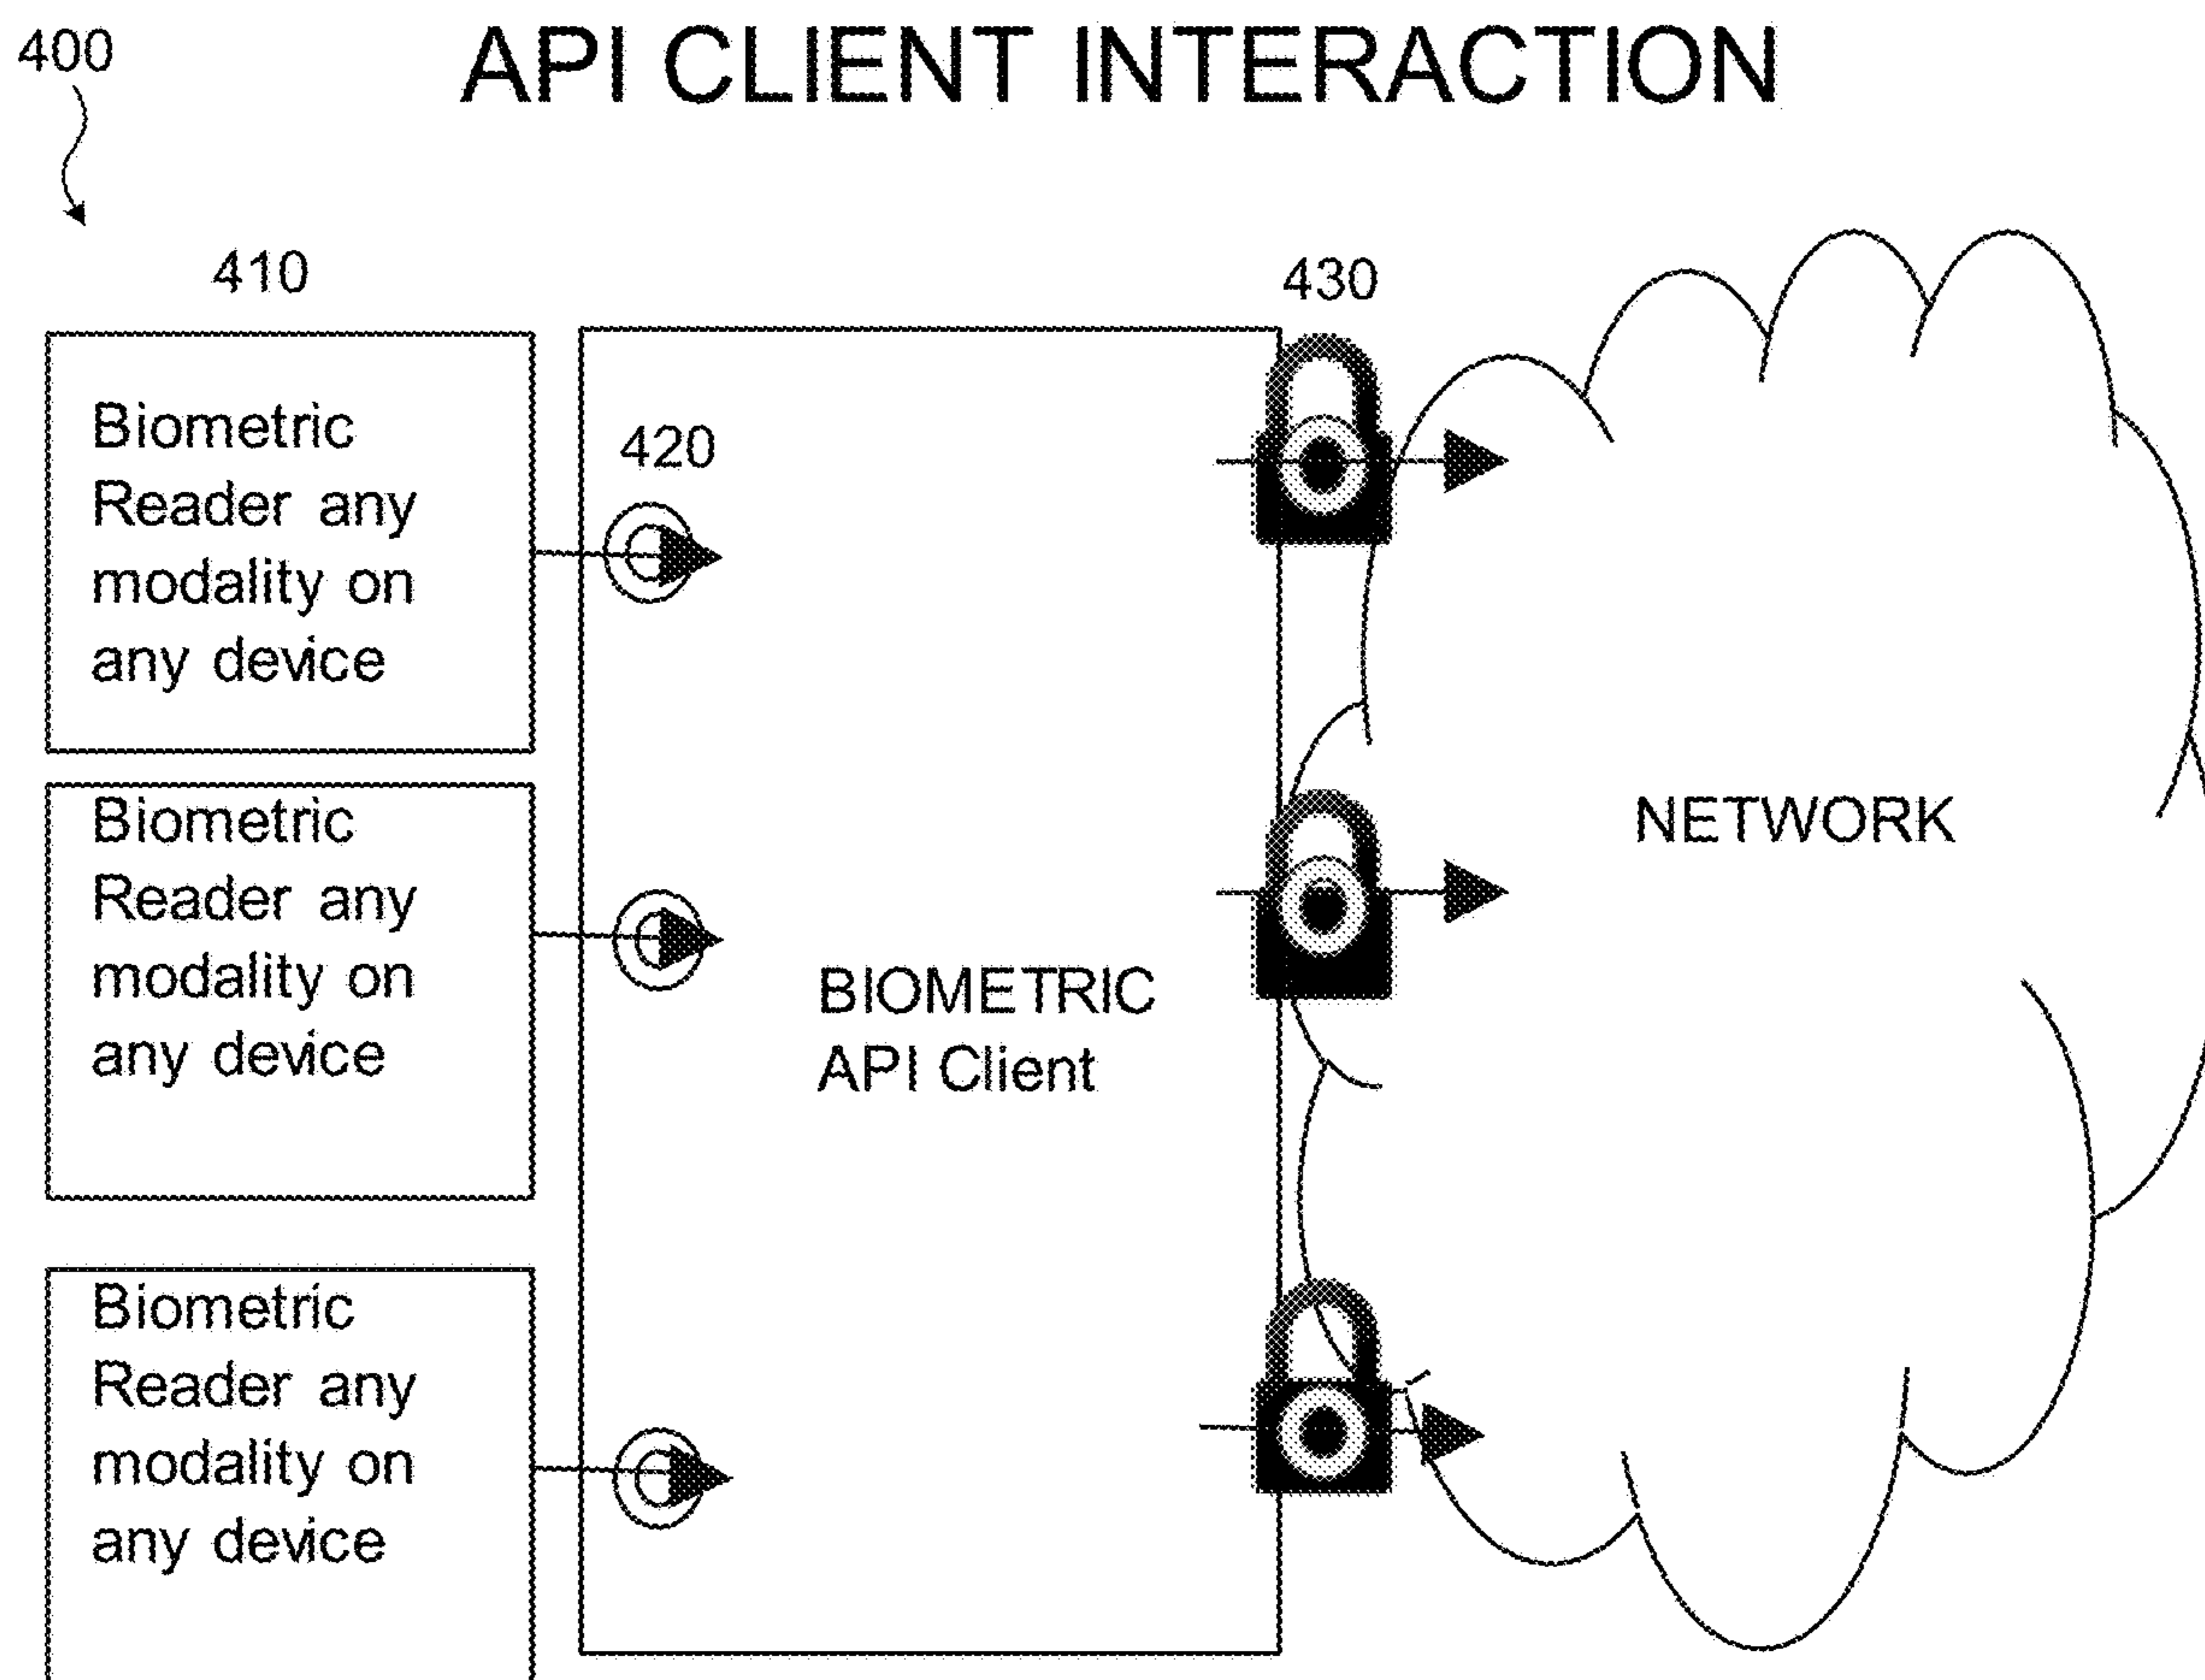 400
API CLIENT INTERACTION
410
430
Biometric
Reader any
modality on
any device
420
Biometric
Reader any
modality on
any device
NETWORK
BIOMETRIC
API Client
Biometric
Reader any
modality on
any device